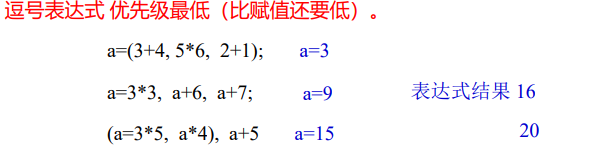 逗号表达式 优先级最低（比赋值还要低）。
a=(3+4, 5*6, 2+1); a=3
a=3*3, a+6, a+7; a=9 表达式结果 16
(a=3*5, a*4), a+5 a=15 20